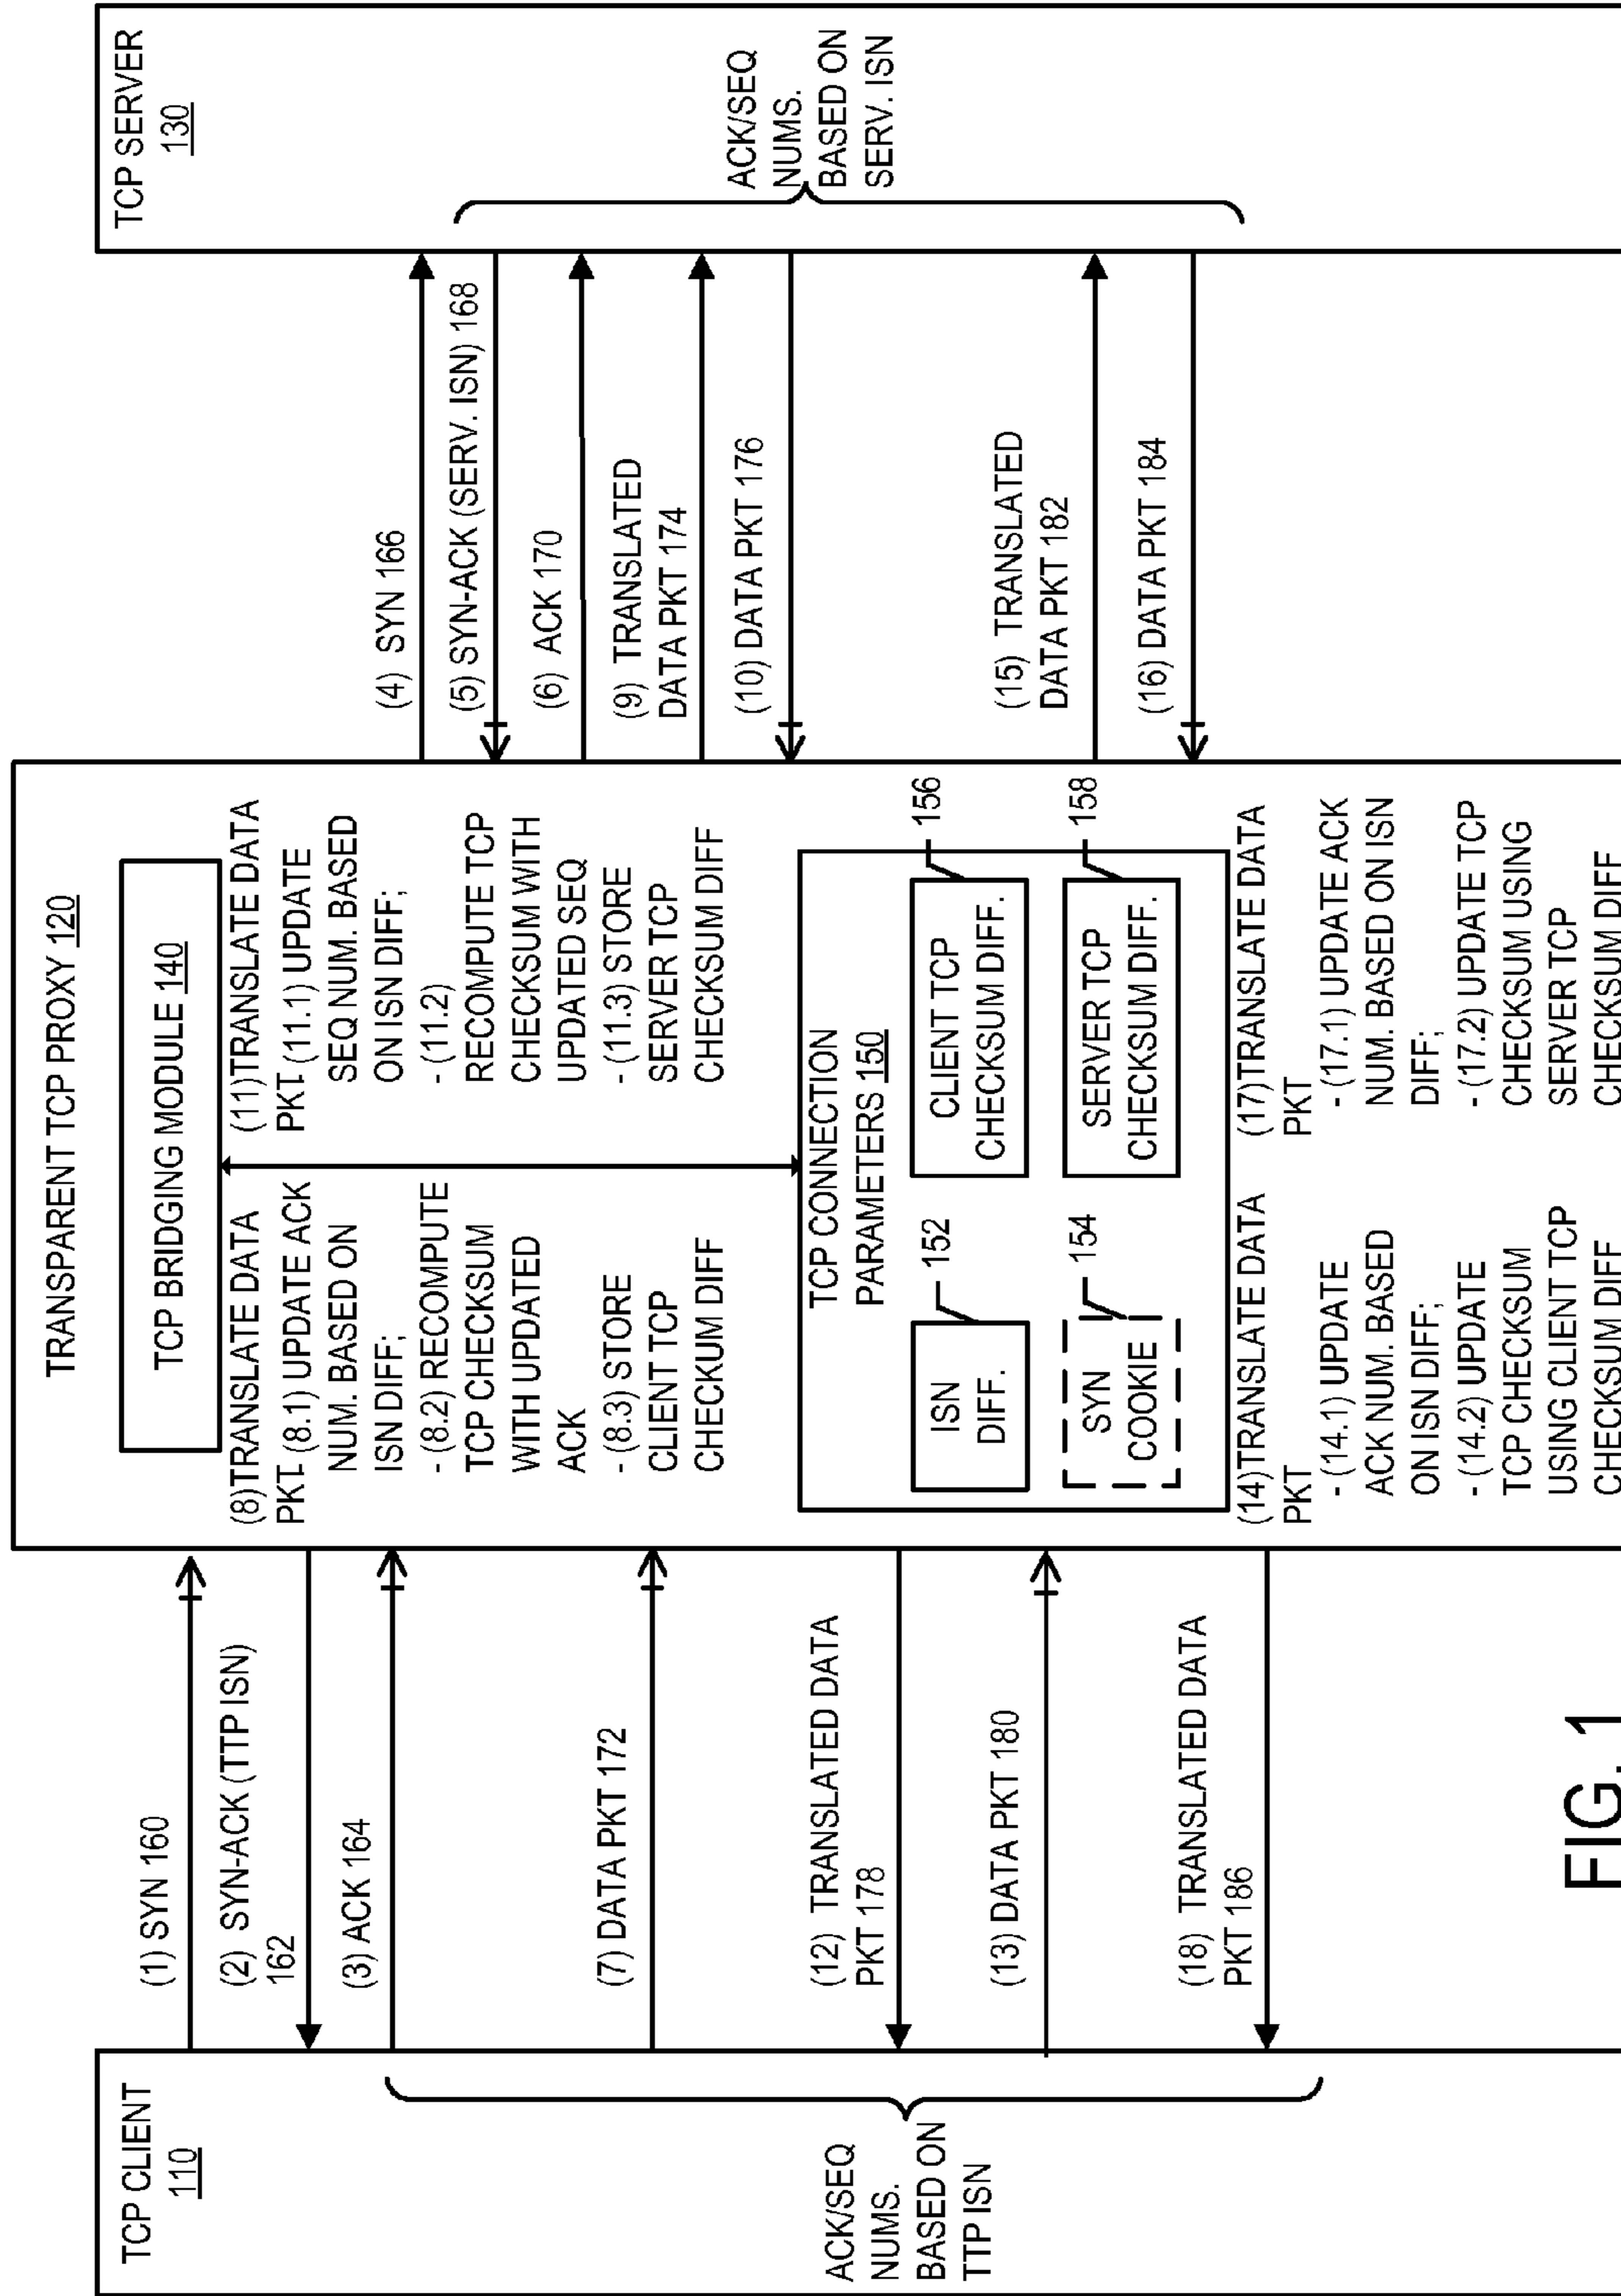 TCP CLIENT
110
ACK/SEQ
NUMS.
BASED ON
TTP ISN
(1) SYN 160
(2) SYN-ACK (TTP ISN)
162
(3) ACK 164
(7) DATA PKT 172
(12) TRANSLATED DATA
PKT 178
(13) DATA PKT 180
(18) TRANSLATED DATA
PKT 186
TRANSPARENT TCP PROXY 120
TCP BRIDGING MODULE 140
(8)TRANSLATE DATA
PKT- (8.1) UPDATE ACK
NUM. BASED ON
ISN DIFF;
- (8.2) RECOMPUTE
TCP CHECKSUM
WITH UPDATED
ACK
- (8.3) STORE
CLIENT TCP
CHECKUM DIFF
(11)TRANSLATE DATA
PKT- (11.1) UPDATE
SEQ NUM. BASED
ON ISN DIFF;
- (11.2)
RECOMPUTE TCP
CHECKSUM WITH
UPDATED SEQ
- (11.3) STORE
SERVER TCP
CHECKSUM DIFF
TCP CONNECTION
PARAMETERS 150
ISN
DIFF.
152
SYN
COOKIE
154
CLIENT TCP
CHECKSUM DIFF.
156
SERVER TCP
CHECKSUM DIFF.
158
(14)TRANSLATE DATA
PKT
- (14.1) UPDATE
ACK NUM. BASED
ON ISN DIFF;
- (14.2) UPDATE
TCP CHECKSUM
USING CLIENT TCP
CHECKSUM DIFF
(17)TRANSLATE DATA
PKT
- (17.1) UPDATE ACK
NUM. BASED ON ISN
DIFF;
- (17.2) UPDATE TCP
CHECKSUM USING
SERVER TCP
CHECKSUM DIFF
(4) SYN 166
(5) SYN-ACK (SERV. ISN) 168
(6) ACK 170
(9) TRANSLATED
DATA PKT 174
(10) DATA PKT 176
(15) TRANSLATED
DATA PKT 182
(16) DATA PKT 184
TCP SERVER
130
ACK/SEQ
NUMS.
BASED ON
SERV. ISN
FIG. 1